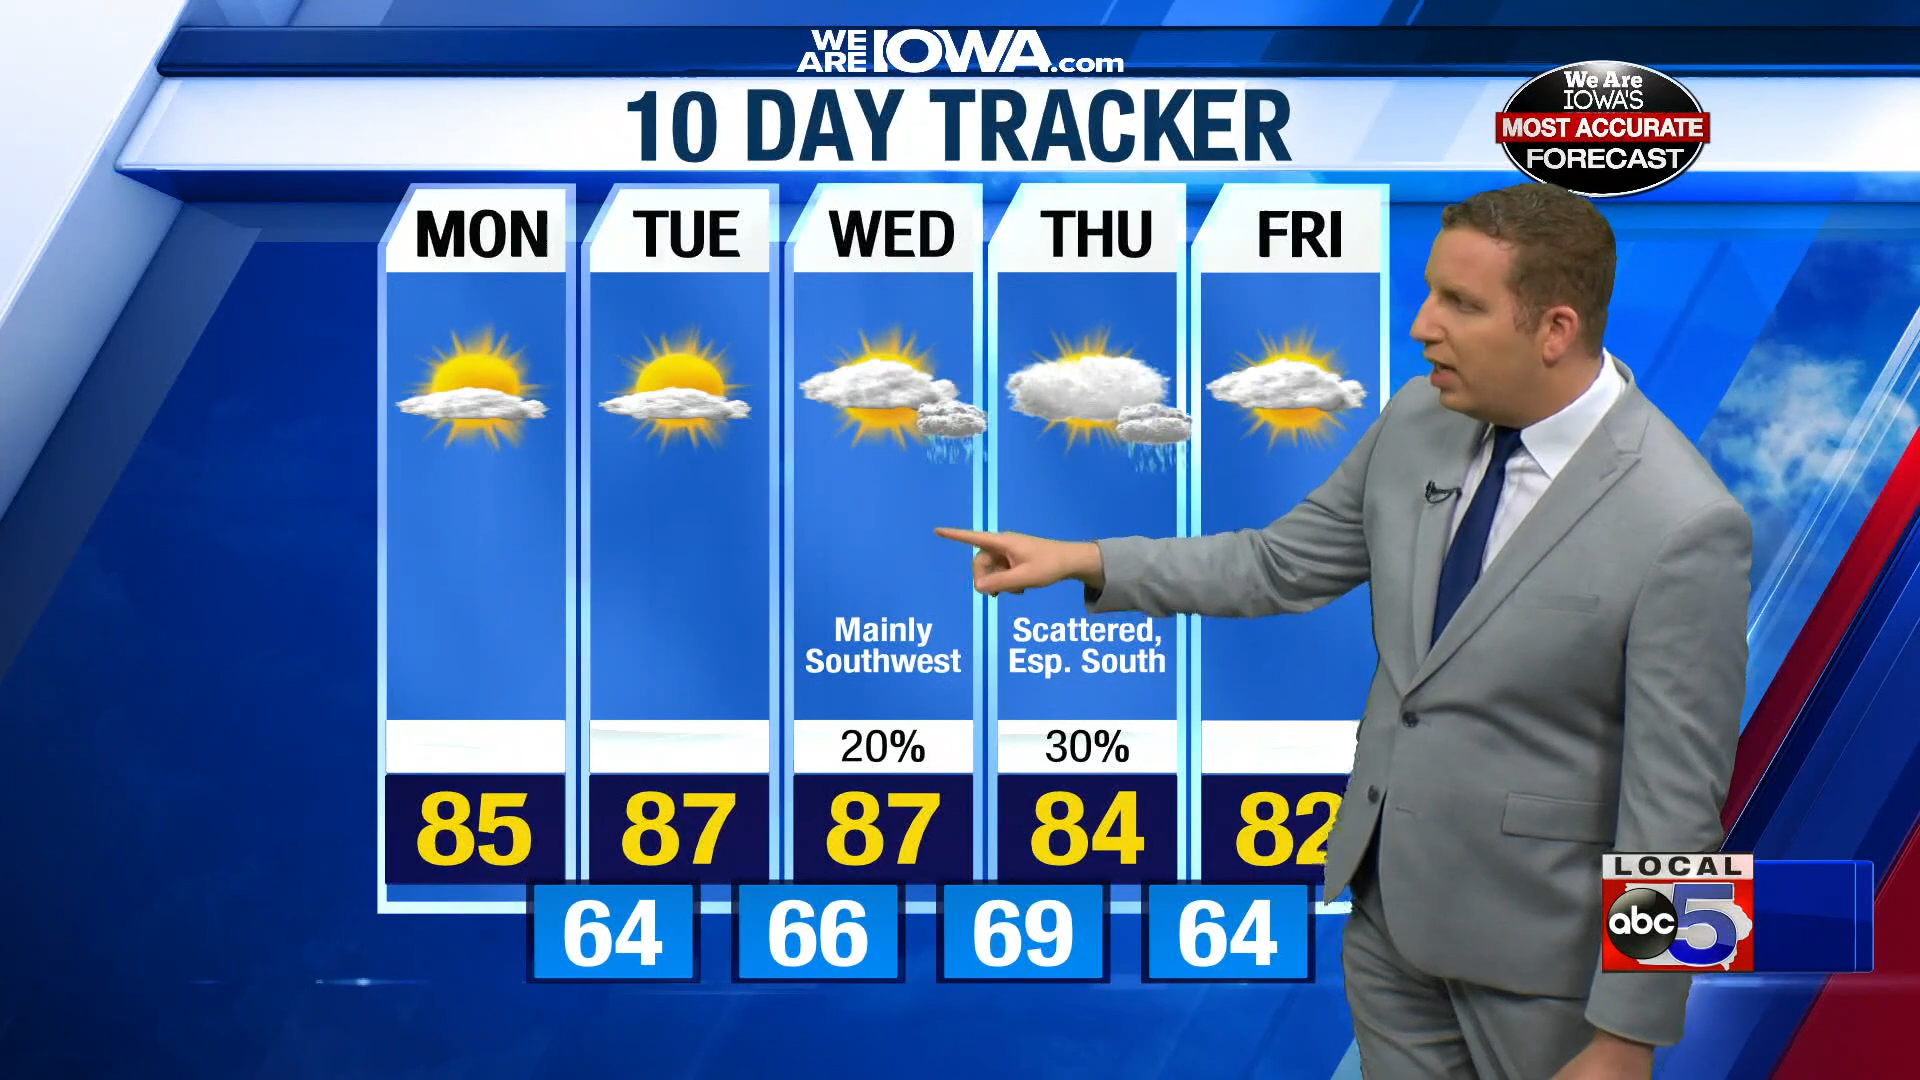 WE ARE IOWA.com
10 DAY TRACKER
We Are
IOWA'S
MOST ACCURATE
FORECAST
MON TUE WED THU FRI
Mainly
Southwest
Scattered,
Esp. South
20% 30%
85 87 87 84 82
64 66 69 64
LOCAL
abc 5